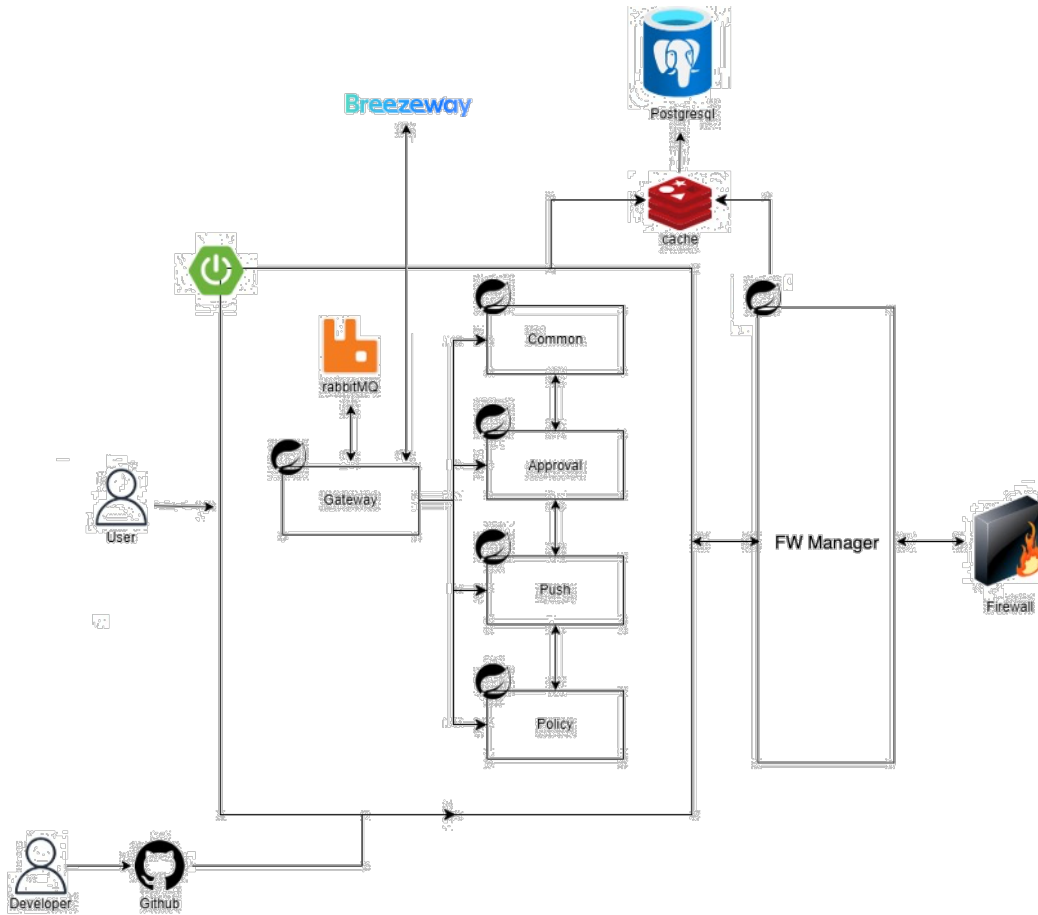 Postgresql
Breezeway
cache
Common
rabbitMQ
Approval
Gateway
User
FW Manager
Push
Firewall
Policy
Developer
Github